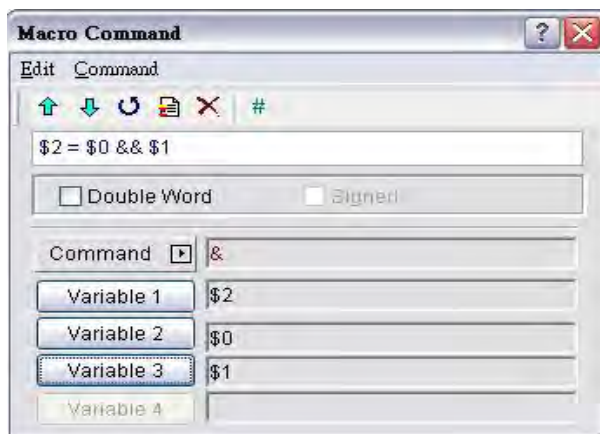 Macro Command
Edit Command
#
$2 = $0 && $1
Double Word Signed
Command &
Variable 1 $2
Variable 2 $0
Variable 3 $1
Variable 4